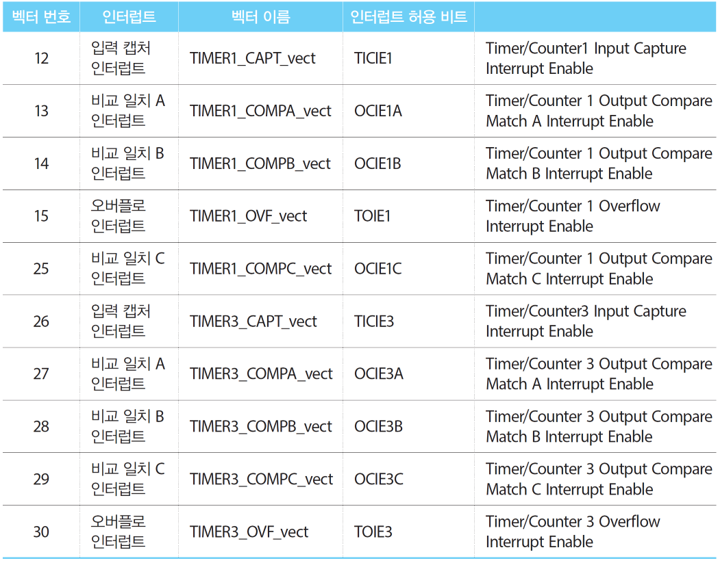 벡터 번호 인터럽트 벡터 이름 인터럽트 허용 비트
12 입력 캡처 인터럽트 TIMER1_CAPT_vect TICIE1 Timer/Counter1 Input Capture Interrupt Enable
13 비교 일치 A 인터럽트 TIMER1_COMPA_vect OCIE1A Timer/Counter 1 Output Compare Match A Interrupt Enable
14 비교 일치 B 인터럽트 TIMER1_COMPB_vect OCIE1B Timer/Counter 1 Output Compare Match B Interrupt Enable
15 오버플로 인터럽트 TIMER1_OVF_vect TOIE1 Timer/Counter 1 Overflow Interrupt Enable
25 비교 일치 C 인터럽트 TIMER1_COMPC_vect OCIE1C Timer/Counter 1 Output Compare Match C Interrupt Enable
26 입력 캡처 인터럽트 TIMER3_CAPT_vect TICIE3 Timer/Counter3 Input Capture Interrupt Enable
27 비교 일치 A 인터럽트 TIMER3_COMPA_vect OCIE3A Timer/Counter 3 Output Compare Match A Interrupt Enable
28 비교 일치 B 인터럽트 TIMER3_COMPB_vect OCIE3B Timer/Counter 3 Output Compare Match B Interrupt Enable
29 비교 일치 C 인터럽트 TIMER3_COMPC_vect OCIE3C Timer/Counter 3 Output Compare Match C Interrupt Enable
30 오버플로 인터럽트 TIMER3_OVF_vect TOIE3 Timer/Counter 3 Overflow Interrupt Enable